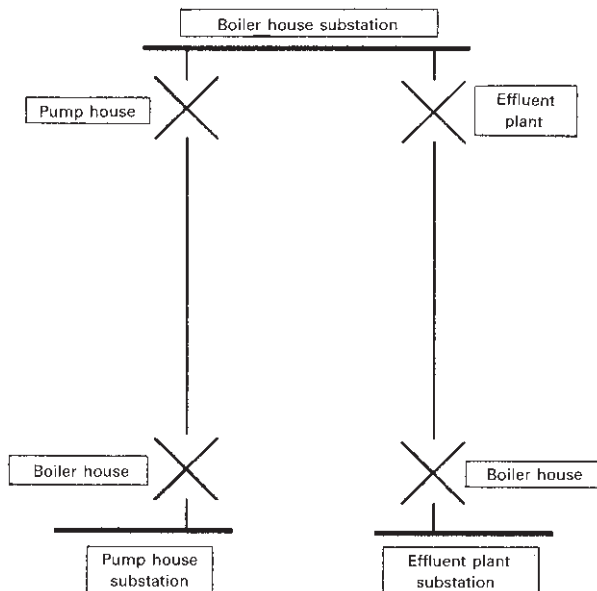 Boiler house substation
Pump house
Effluent
plant
Boiler house
Boiler house
Pump house
substation
Effluent plant
substation